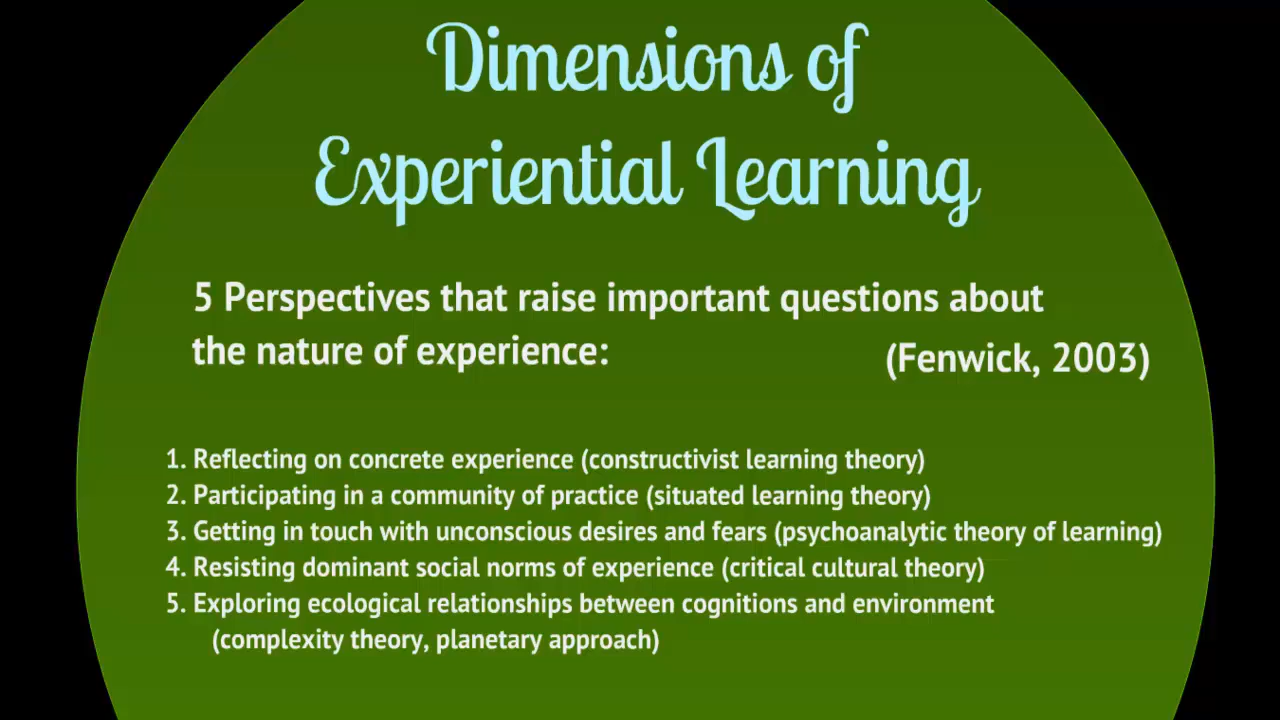 Dimensions of
Experiential Learning
5 Perspectives that raise important questions about
the nature of experience:
(Fenwick, 2003)
1. Reflecting on concrete experience (constructivist learning theory)
2. Participating in a community of practice (situated learning theory)
3. Getting in touch with unconscious desires and fears (psychoanalytic theory of learning)
4. Resisting dominant social norms of experience (critical cultural theory)
5. Exploring ecological relationships between cognitions and environment
(complexity theory, planetary approach)